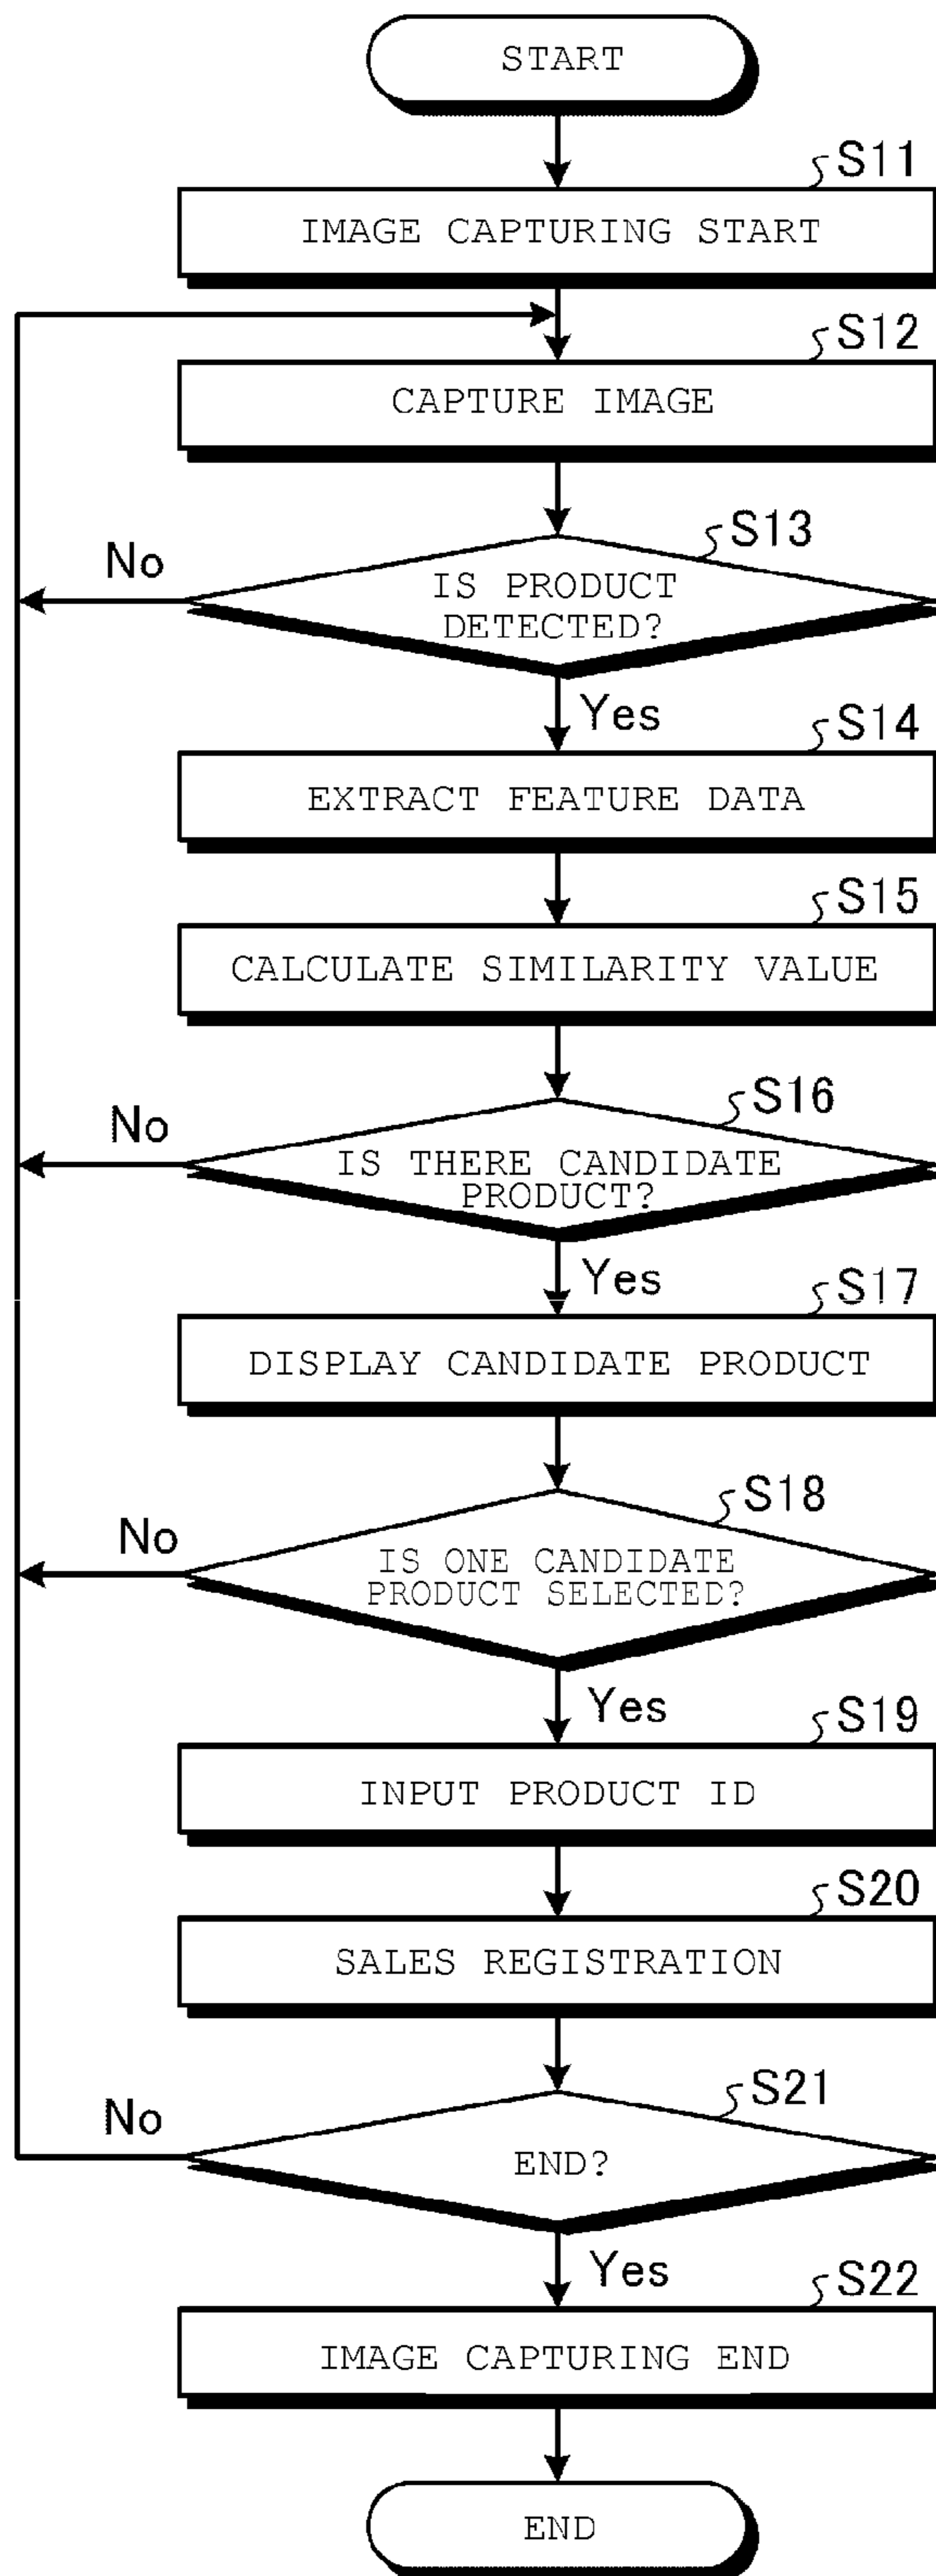 START
S11
IMAGE CAPTURING START
S12
CAPTURE IMAGE
S13
No
IS PRODUCT
DETECTED?
Yes
S14
EXTRACT FEATURE DATA
S15
CALCULATE SIMILARITY VALUE
S16
No
IS THERE CANDIDATE
PRODUCT?
Yes
S17
DISPLAY CANDIDATE PRODUCT
S18
No
IS ONE CANDIDATE
PRODUCT SELECTED?
Yes
S19
INPUT PRODUCT ID
S20
SALES REGISTRATION
S21
No
END?
Yes
S22
IMAGE CAPTURING END
END